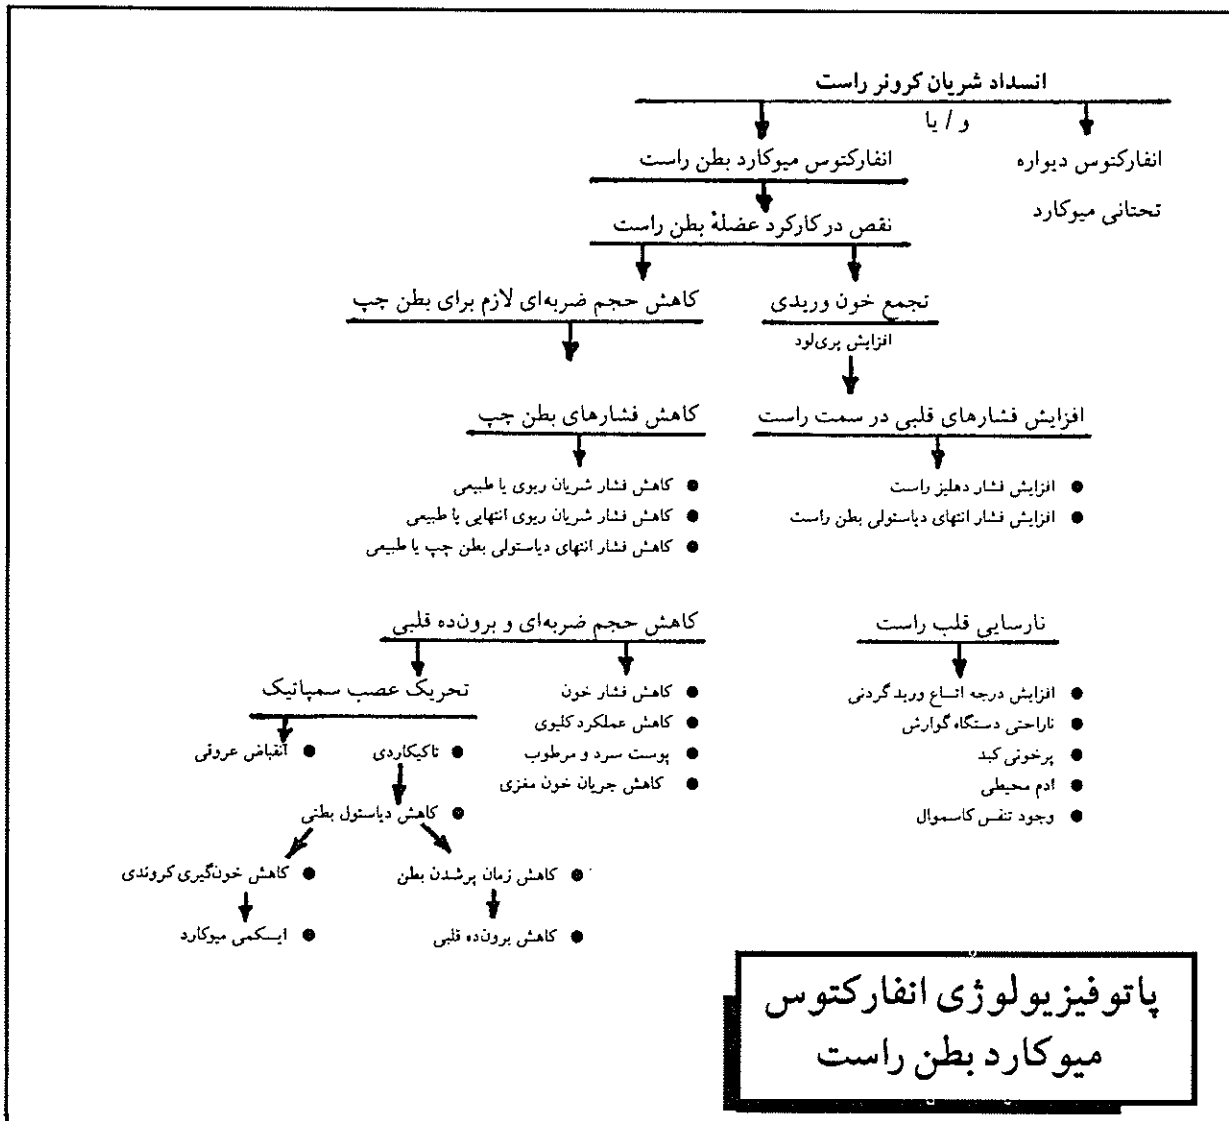 انسداد شریان کرونر راست
و / یا
انفارکتوس دیواره
تحتانی میوکارد
انفارکتوس میوکارد بطن راست
نقص در کارکرد عضلهٔ بطن راست
تجمع خون وریدی
افزایش پری‌لود
کاهش حجم ضربه‌ای لازم برای بطن چپ
افزایش فشارهای قلبی در سمت راست
● افزایش فشار دهلیز راست
● افزایش فشار انتهای دیاستولی بطن راست
کاهش فشارهای بطن چپ
● کاهش فشار شریان ریوی یا طبیعی
● کاهش فشار شریان ریوی انتهایی یا طبیعی
● کاهش فشار انتهای دیاستولی بطن چپ یا طبیعی
نارسایی قلب راست
● افزایش درجه اتساع ورید گردنی
● ناراحتی دستگاه گوارش
● پرخونی کبد
● ادم محیطی
● وجود تنفس کاسموال
کاهش حجم ضربه‌ای و برون‌ده قلبی
● کاهش فشار خون
● کاهش عملکرد کلیوی
● پوست سرد و مرطوب
● کاهش جریان خون مغزی
تحریک عصب سمپاتیک
● تاکیکاردی
● انقباض عروقی
● کاهش دیاستول بطنی
● کاهش زمان پرشدن بطن
● کاهش خون‌گیری کروندی
● کاهش برون‌ده قلبی
● ایسکمی میوکارد
پاتوفیزیولوژی انفارکتوس
میوکارد بطن راست